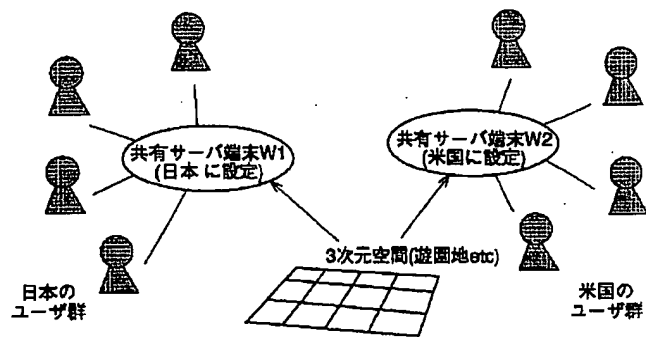 共有サーバ端末W1
(日本に設定)
共有サーバ端末W2
(米国に設定)
3次元空間(遊園地etc)
日本の
ユーザ群
米国の
ユーザ群